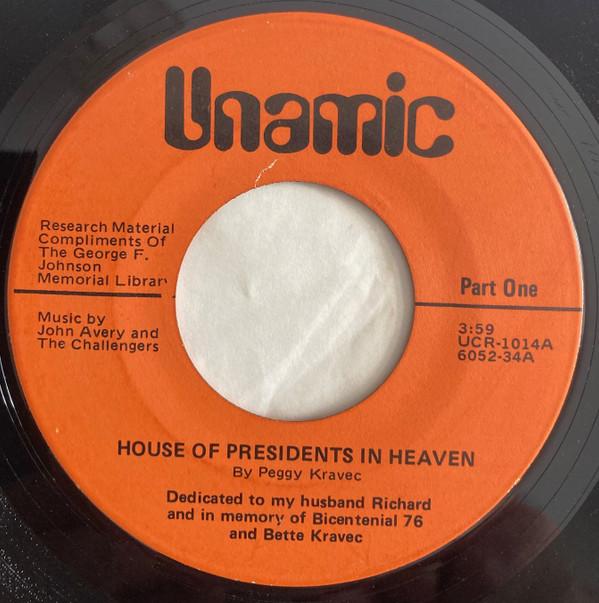 Unamic
Research Material
Compliments Of
The George F.
Johnson
Memorial Library
Part One
Music by
John Avery and
The Challengers
3:59
UCR-1014A
6052-34A
HOUSE OF PRESIDENTS IN HEAVEN
By Peggy Kravec
Dedicated to my husband Richard
and in memory of Bicentenial 76
and Bette Kravec